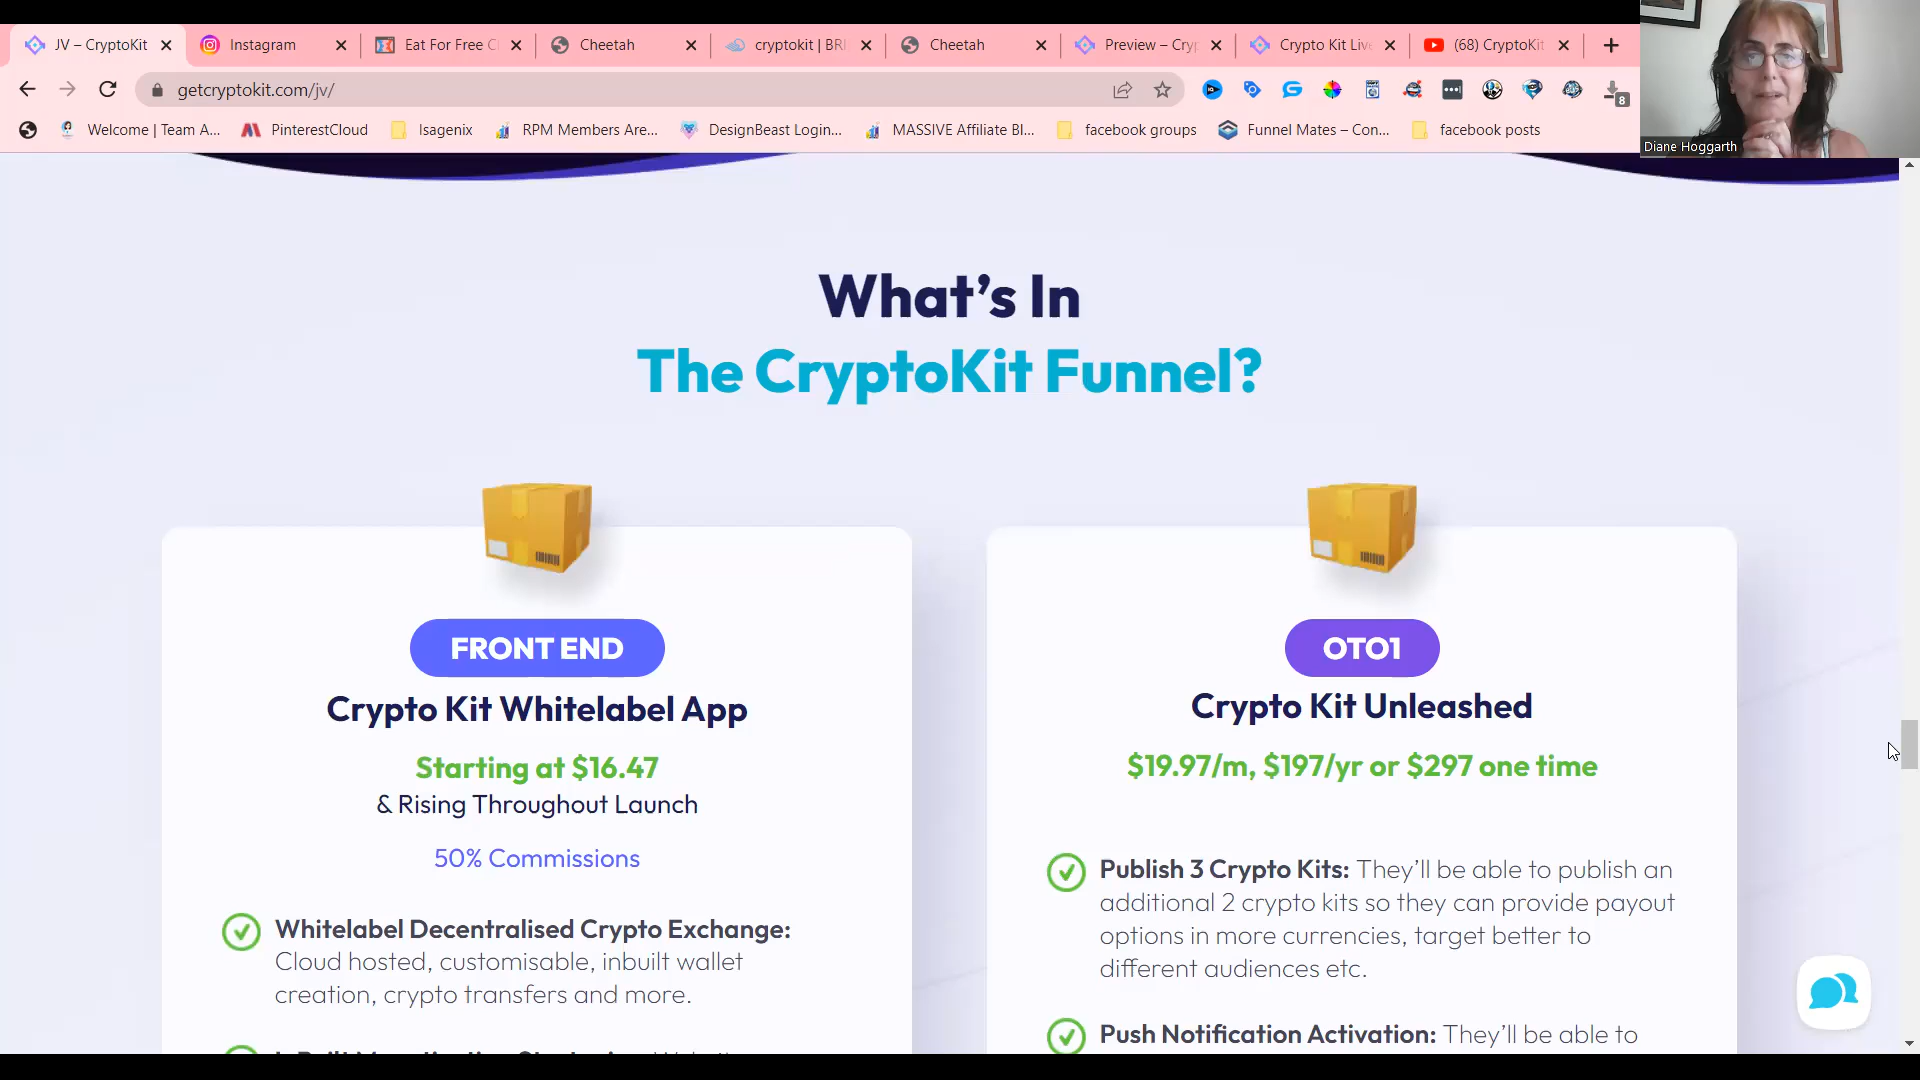 JV – CryptoKit
Instagram
Eat For Free C
Cheetah
cryptokit | BRI
Cheetah
Preview – Cryp
Crypto Kit Live
(68) CryptoKit
getcryptokit.com/jv/
8
Welcome | Team A...
PinterestCloud
Isagenix
RPM Members Are...
DesignBeast Login...
MASSIVE Affiliate Bl...
facebook groups
Funnel Mates – Con...
facebook posts
Diane Hoggarth
What's In
The CryptoKit Funnel?
FRONT END
Crypto Kit Whitelabel App
Starting at $16.47
& Rising Throughout Launch
50% Commissions
Whitelabel Decentralised Crypto Exchange:
Cloud hosted, customisable, inbuilt wallet
creation, crypto transfers and more.
OTO1
Crypto Kit Unleashed
$19.97/m, $197/yr or $297 one time
Publish 3 Crypto Kits: They'll be able to publish an
additional 2 crypto kits so they can provide payout
options in more currencies, target better to
different audiences etc.
Push Notification Activation: They'll be able to